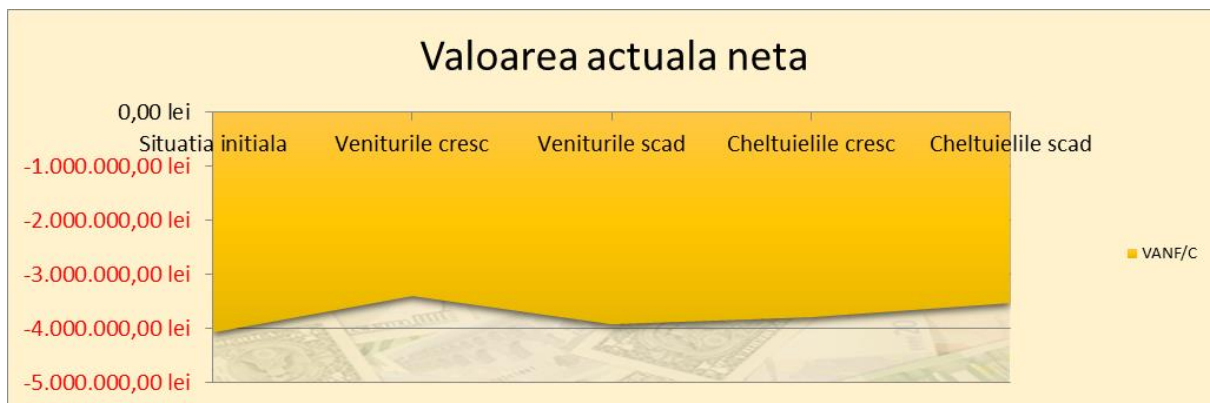 Valoarea actuala neta
0,00 lei
Situatia initiala Veniturile cresc Veniturile scad Cheltuielile cresc Cheltuielile scad
-1.000.000,00 lei
-2.000.000,00 lei
-3.000.000,00 lei
VANF/C
-4.000.000,00 lei
-5.000.000,00 lei